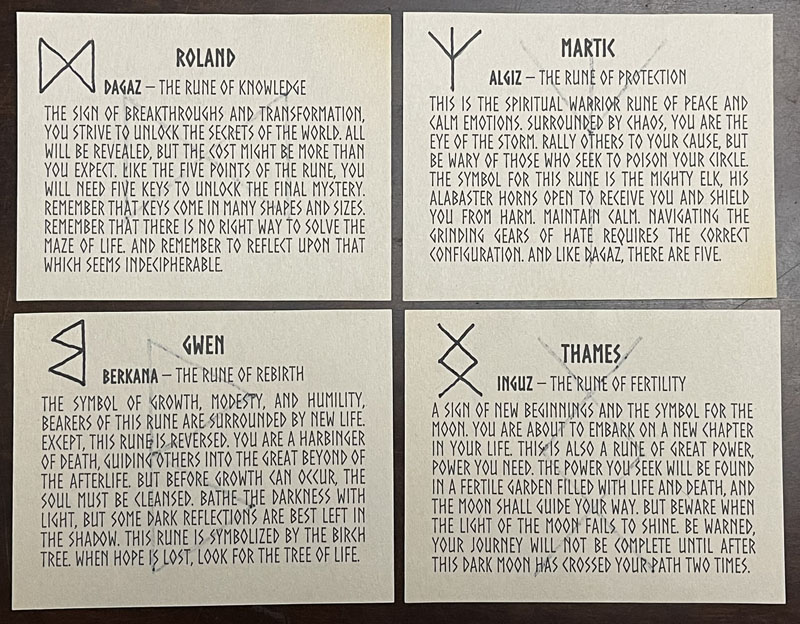 ROLAND
DAGAZ – THE RUNE OF KNOWLEDGE
THE SIGN OF BREAKTHROUGHS AND TRANSFORMATION,
YOU STRIVE TO UNLOCK THE SECRETS OF THE WORLD. ALL
WILL BE REVEALED, BUT THE COST MIGHT BE MORE THAN
YOU EXPECT. LIKE THE FIVE POINTS OF THE RUNE, YOU
WILL NEED FIVE KEYS TO UNLOCK THE FINAL MYSTERY.
REMEMBER THAT KEYS COME IN MANY SHAPES AND SIZES.
REMEMBER THAT THERE IS NO RIGHT WAY TO SOLVE THE
MAZE OF LIFE. AND REMEMBER TO REFLECT UPON THAT
WHICH SEEMS INDECIPHERABLE.
MARTIC
ALGIZ – THE RUNE OF PROTECTION
THIS IS THE SPIRITUAL WARRIOR RUNE OF PEACE AND
CALM EMOTIONS. SURROUNDED BY CHAOS, YOU ARE THE
EYE OF THE STORM. RALLY OTHERS TO YOUR CAUSE, BUT
BE WARY OF THOSE WHO SEEK TO POISON YOUR CIRCLE.
THE SYMBOL FOR THIS RUNE IS THE MIGHTY ELK, HIS
ALABASTER HORNS OPEN TO RECEIVE YOU AND SHIELD
YOU FROM HARM. MAINTAIN CALM. NAVIGATING THE
GRINDING GEARS OF HATE REQUIRES THE CORRECT
CONFIGURATION. AND LIKE DAGAZ, THERE ARE FIVE.
GWEN
BERKANA – THE RUNE OF REBIRTH
THE SYMBOL OF GROWTH, MODESTY, AND HUMILITY,
BEARERS OF THIS RUNE ARE SURROUNDED BY NEW LIFE.
EXCEPT, THIS RUNE IS REVERSED. YOU ARE A HARBINGER
OF DEATH, GUIDING OTHERS INTO THE GREAT BEYOND OF
THE AFTERLIFE. BUT BEFORE GROWTH CAN OCCUR, THE
SOUL MUST BE CLEANSED. BATHE THE DARKNESS WITH
LIGHT, BUT SOME DARK REFLECTIONS ARE BEST LEFT IN
THE SHADOW. THIS RUNE IS SYMBOLIZED BY THE BIRCH
TREE. WHEN HOPE IS LOST, LOOK FOR THE TREE OF LIFE.
THAMES
INGUZ – THE RUNE OF FERTILITY
A SIGN OF NEW BEGINNINGS AND THE SYMBOL FOR THE
MOON. YOU ARE ABOUT TO EMBARK ON A NEW CHAPTER
IN YOUR LIFE. THIS IS ALSO A RUNE OF GREAT POWER,
POWER YOU NEED. THE POWER YOU SEEK WILL BE FOUND
IN A FERTILE GARDEN FILLED WITH LIFE AND DEATH, AND
THE MOON SHALL GUIDE YOUR WAY. BUT BEWARE WHEN
THE LIGHT OF THE MOON FAILS TO SHINE. BE WARNED,
YOUR JOURNEY WILL NOT BE COMPLETE UNTIL AFTER
THIS DARK MOON HAS CROSSED YOUR PATH TWO TIMES.